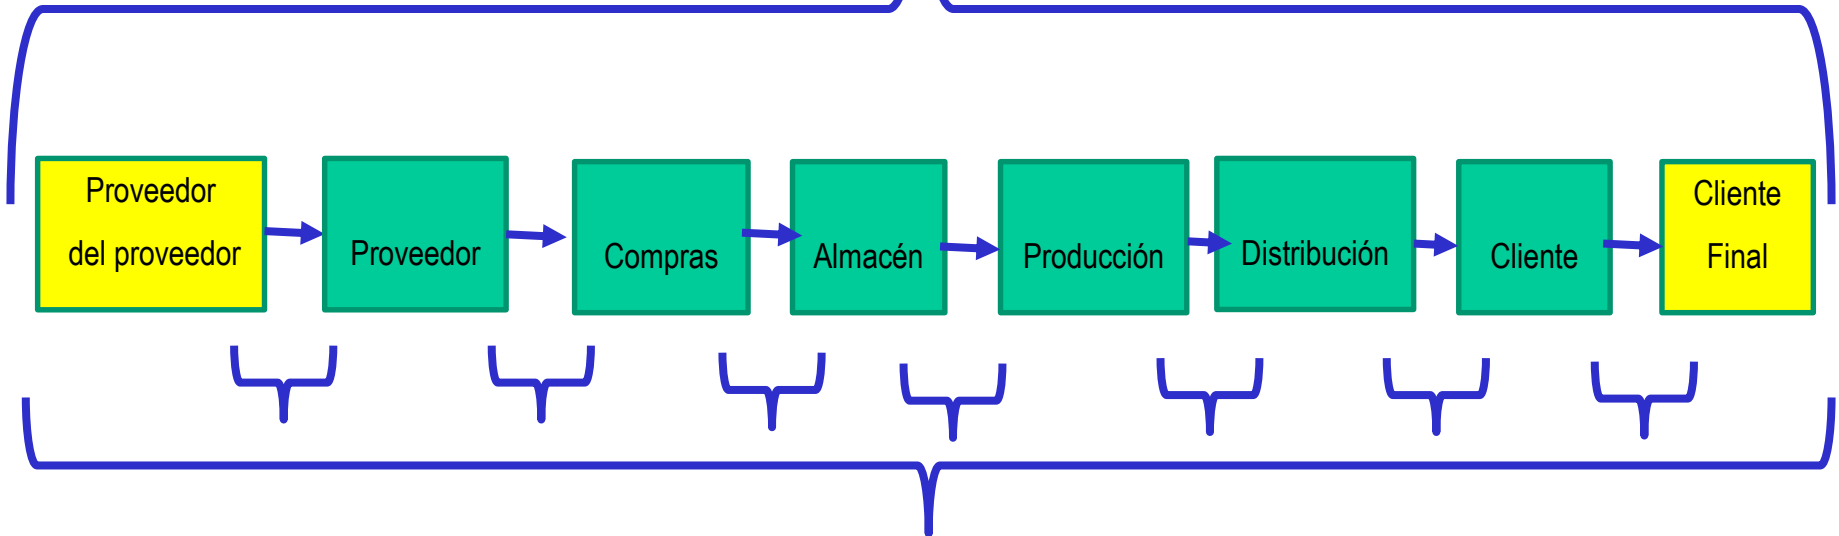 Proveedor
del proveedor
Proveedor
Compras
Almacén
Producción
Distribución
Cliente
Cliente
Final